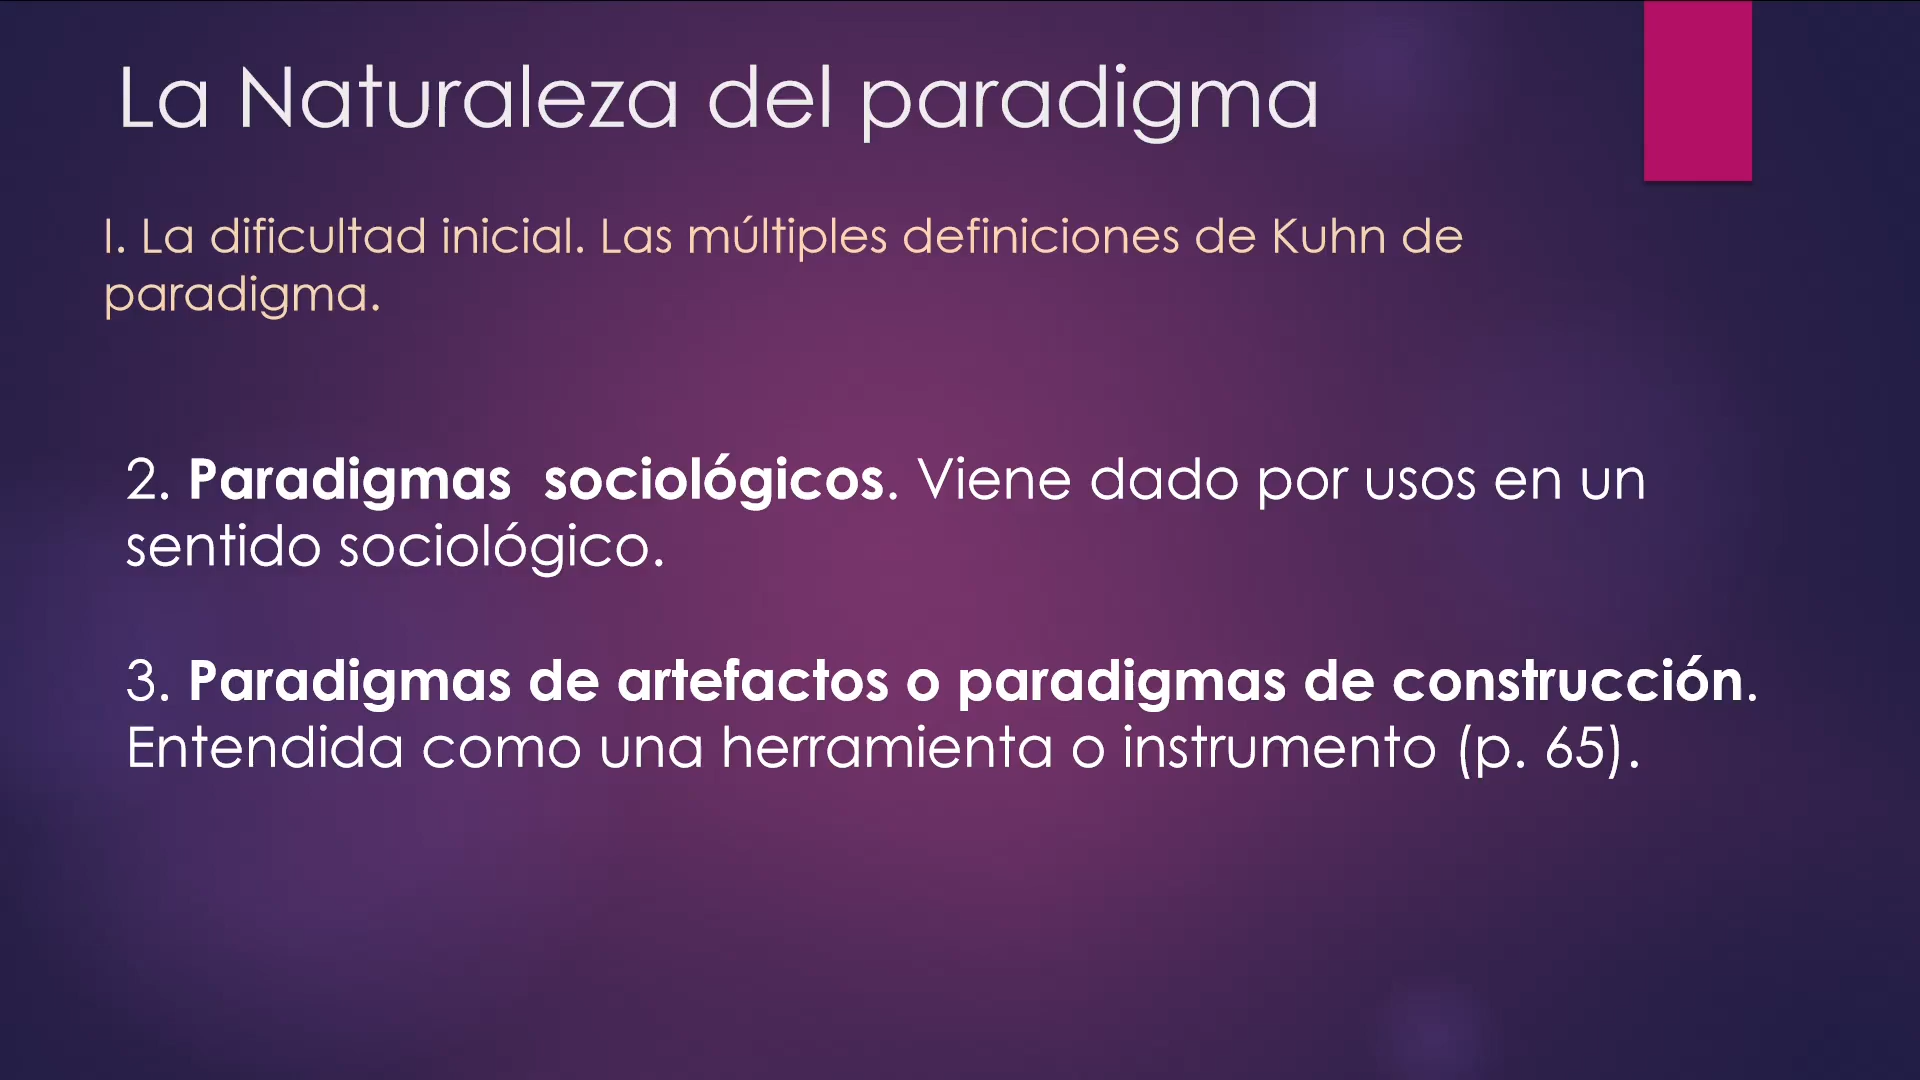 La Naturaleza del paradigma
I. La dificultad inicial. Las múltiples definiciones de Kuhn de
paradigma.
2. Paradigmas  sociológicos. Viene dado por usos en un
sentido sociológico.
3. Paradigmas de artefactos o paradigmas de construcción.
Entendida como una herramienta o instrumento (p. 65).